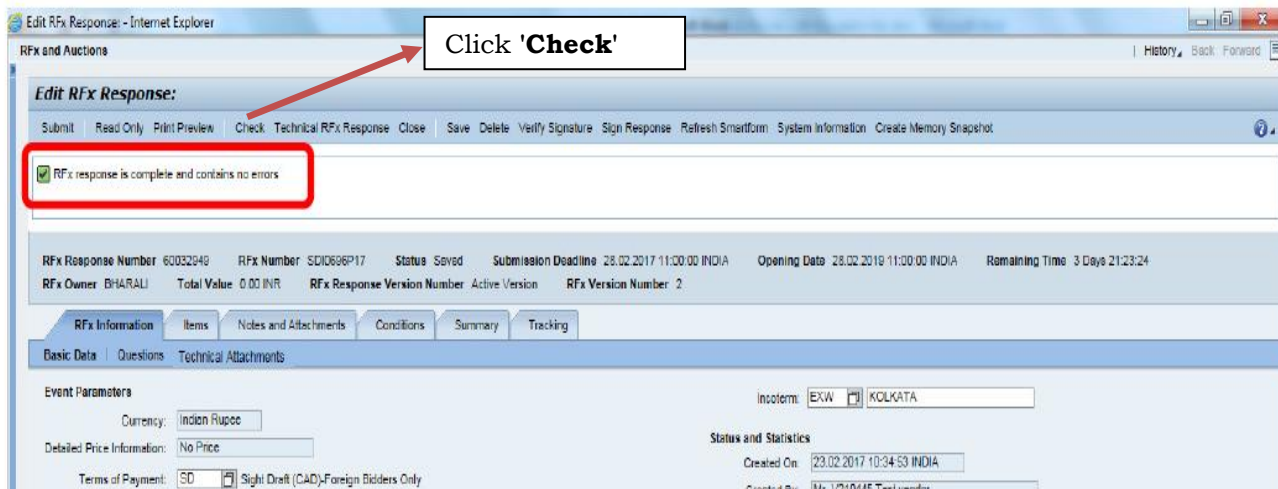 Edit RFx Response: - Internet Explorer
Click 'Check'
RFx and Auctions
History Back Forward
Edit RFx Response:
Submit Read Only Print Preview Check Technical RFx Response Close Save Delete Verify Signature Sign Response Refresh Smartform System Information Create Memory Snapshot
RFx response is complete and contains no errors
RFx Response Number 60032949 RFx Number SDI0696P17 Status Saved Submission Deadline 28.02.2017 11:00:00 INDIA Opening Date 28.02.2019 11:00:00 INDIA Remaining Time 3 Days 21:23:24
RFx Owner BHARALI Total Value 0.00 INR RFx Response Version Number Active Version RFx Version Number 2
RFx Information Items Notes and Attachments Conditions Summary Tracking
Basic Data Questions Technical Attachments
Event Parameters
Incoterm: EXW KOLKATA
Currency: Indian Rupee
Status and Statistics
Detailed Price Information: No Price
Created On: 23.02.2017 10:34:53 INDIA
Terms of Payment: SD Sight Draft (CAD)-Foreign Bidders Only
Created By: Mr.